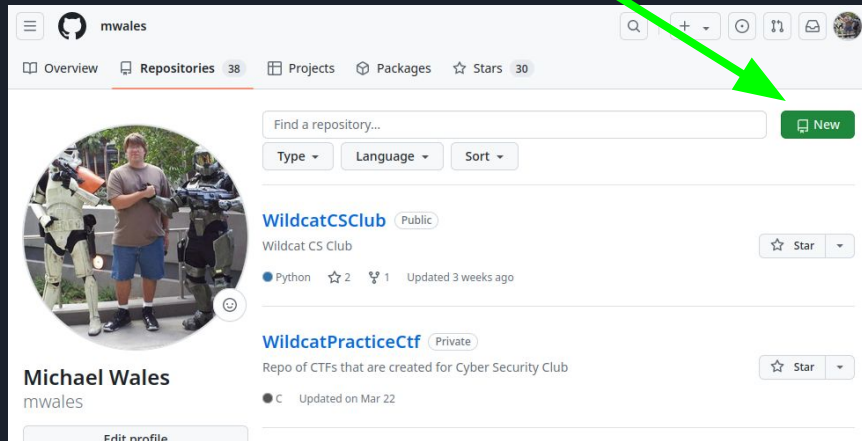 mwales
Overview Repositories 38 Projects Packages Stars 30
Find a repository...
New
Type Language Sort
WildcatCSClub Public
Wildcat CS Club
Star
Python 2 1 Updated 3 weeks ago
WildcatPracticeCtf Private
Repo of CTFs that are created for Cyber Security Club
Star
C Updated on Mar 22
Michael Wales
mwales
Edit profile